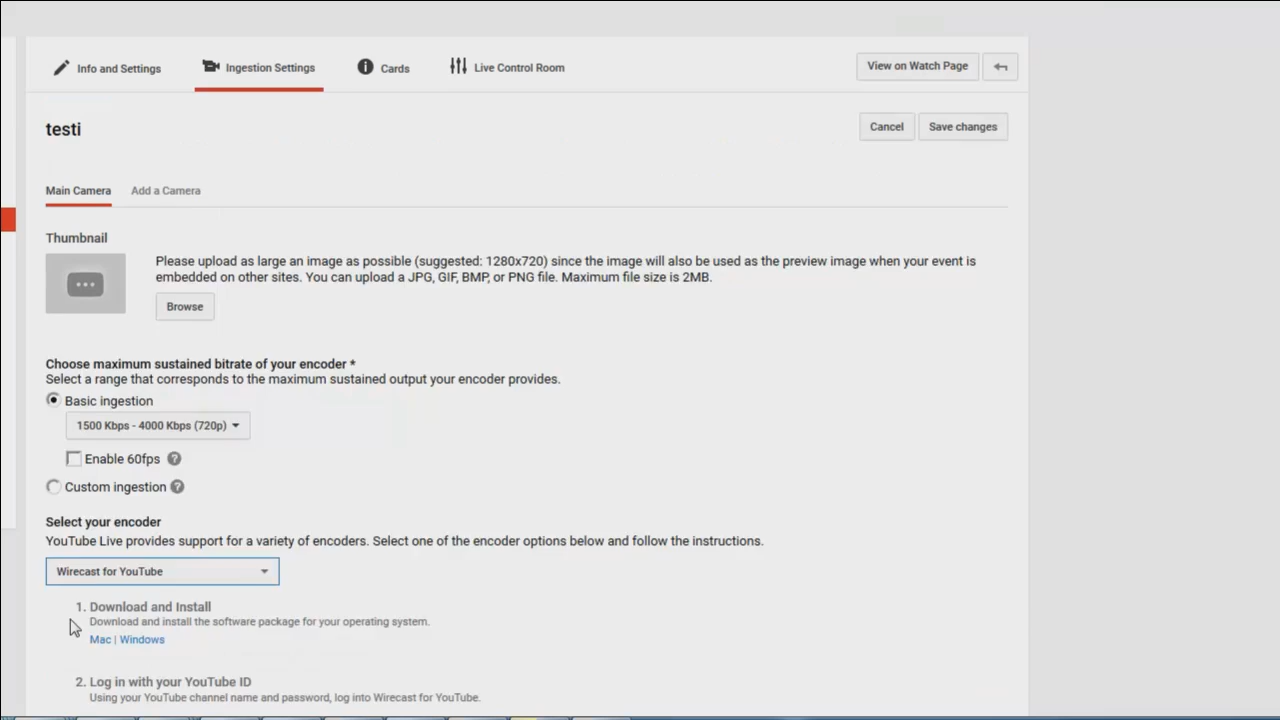 Info and Settings
Ingestion Settings
Cards
Live Control Room
View on Watch Page
testi
Cancel
Save changes
Main Camera
Add a Camera
Thumbnail
Please upload as large an image as possible (suggested: 1280x720) since the image will also be used as the preview image when your event is
embedded on other sites. You can upload a JPG, GIF, BMP, or PNG file. Maximum file size is 2MB.
Browse
Choose maximum sustained bitrate of your encoder *
Select a range that corresponds to the maximum sustained output your encoder provides.
Basic ingestion
1500 Kbps - 4000 Kbps (720p)
Enable 60fps ?
Custom ingestion ?
Select your encoder
YouTube Live provides support for a variety of encoders. Select one of the encoder options below and follow the instructions.
Wirecast for YouTube
1. Download and Install
Download and install the software package for your operating system.
Mac | Windows
2. Log in with your YouTube ID
Using your YouTube channel name and password, log into Wirecast for YouTube.